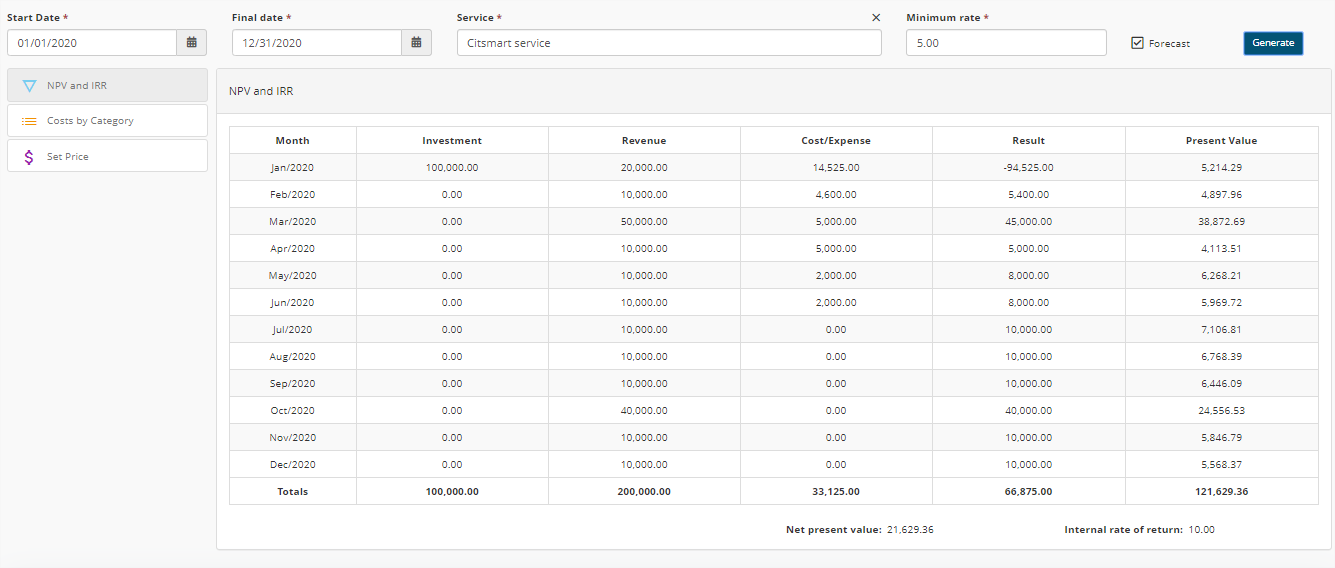 Start Date * Final date * Service * × Minimum rate *
01/01/2020 12/31/2020 Citsmart service 5.00 Forecast Generate
NPV and IRR
Costs by Category
Set Price
NPV and IRR
Month Investment Revenue Cost/Expense Result Present Value
Jan/2020 100,000.00 20,000.00 14,525.00 -94,525.00 5,214.29
Feb/2020 0.00 10,000.00 4,600.00 5,400.00 4,897.96
Mar/2020 0.00 50,000.00 5,000.00 45,000.00 38,872.69
Apr/2020 0.00 10,000.00 5,000.00 5,000.00 4,113.51
May/2020 0.00 10,000.00 2,000.00 8,000.00 6,268.21
Jun/2020 0.00 10,000.00 2,000.00 8,000.00 5,969.72
Jul/2020 0.00 10,000.00 0.00 10,000.00 7,106.81
Aug/2020 0.00 10,000.00 0.00 10,000.00 6,768.39
Sep/2020 0.00 10,000.00 0.00 10,000.00 6,446.09
Oct/2020 0.00 40,000.00 0.00 40,000.00 24,556.53
Nov/2020 0.00 10,000.00 0.00 10,000.00 5,846.79
Dec/2020 0.00 10,000.00 0.00 10,000.00 5,568.37
Totals 100,000.00 200,000.00 33,125.00 66,875.00 121,629.36
Net present value: 21,629.36 Internal rate of return: 10.00